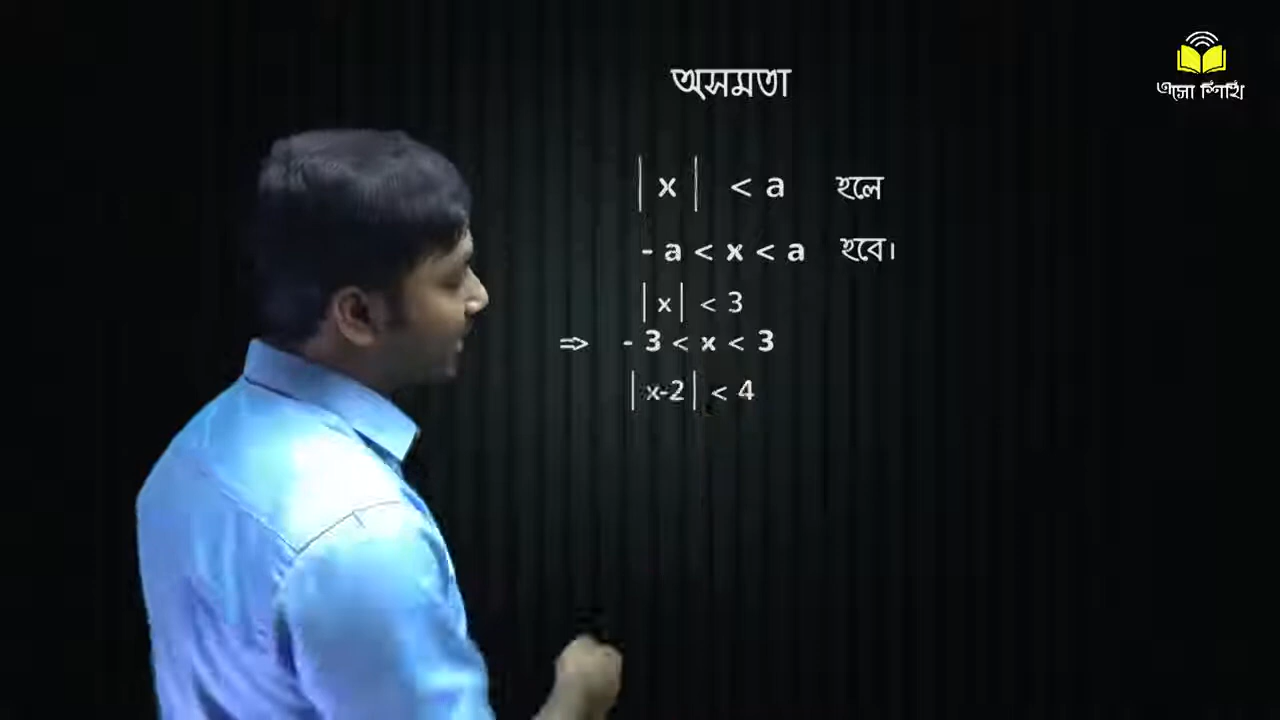 অসমতা
এসো শিখি
|x| < a হলে
- a < x < a হবে।
|x| < 3
⇒ - 3 < x < 3
|x-2| < 4